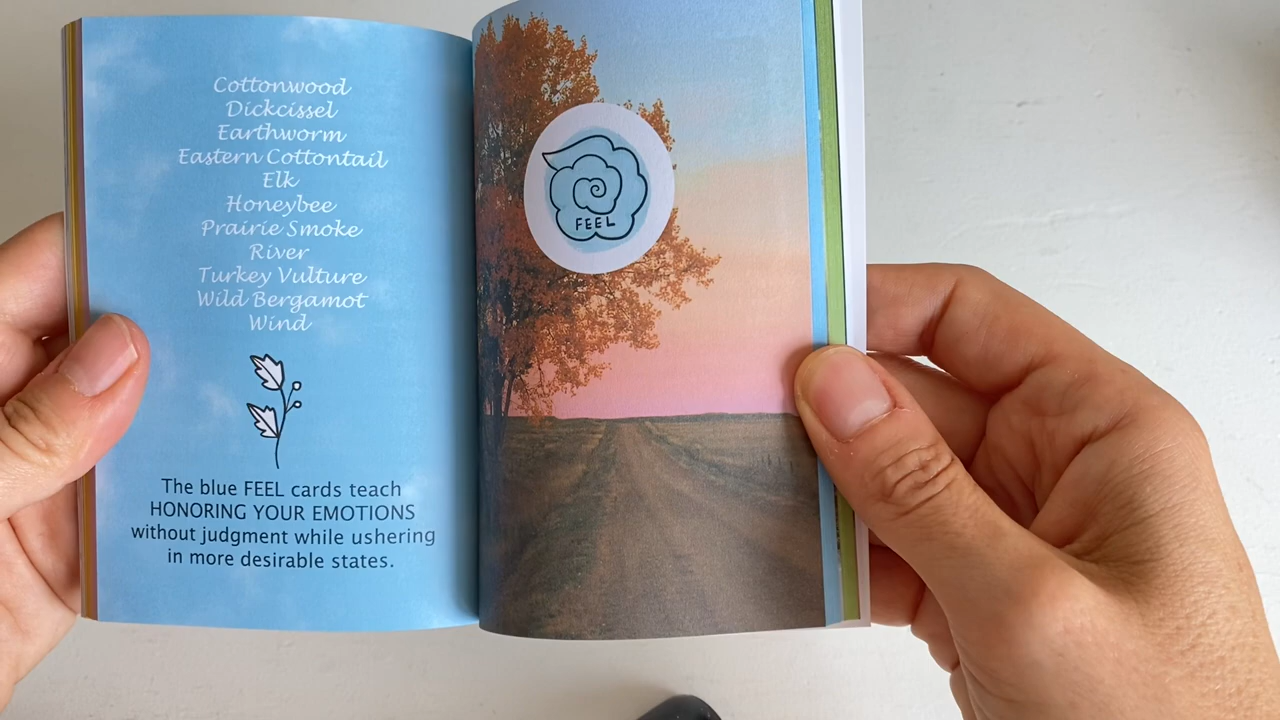 Cottonwood
Dickcissel
Earthworm
Eastern Cottontail
Elk
Honeybee
Prairie Smoke
River
Turkey Vulture
Wild Bergamot
Wind
The blue FEEL cards teach
HONORING YOUR EMOTIONS
without judgment while ushering
in more desirable states.
FEEL